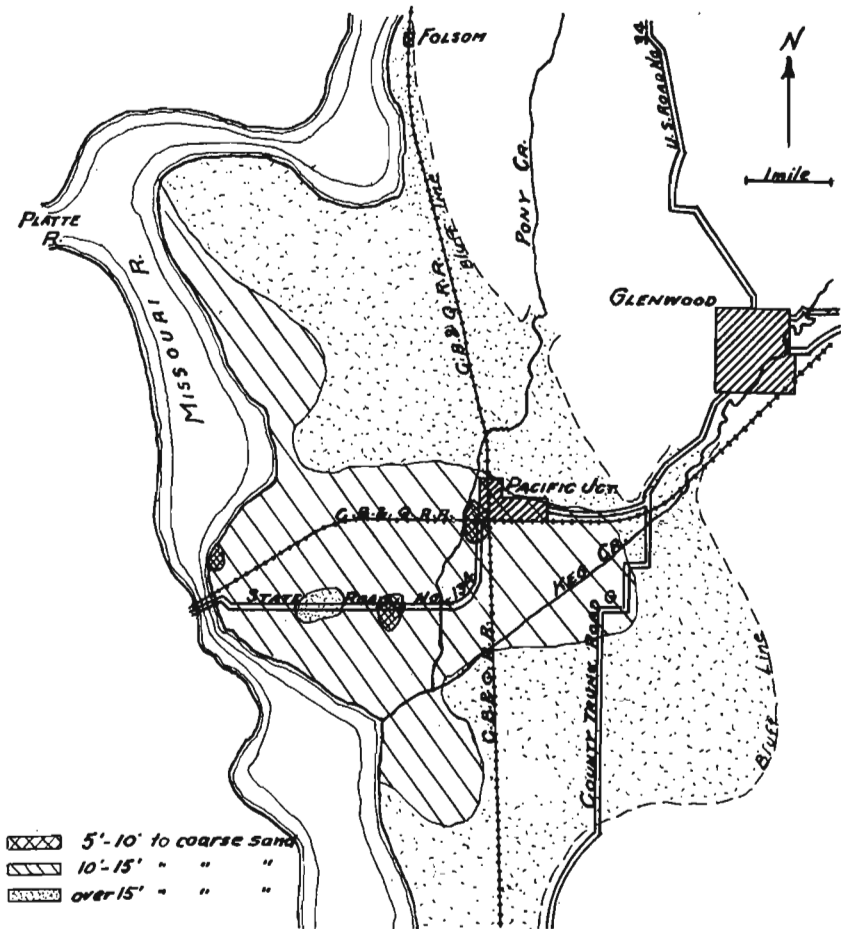 FOLSOM
U.S. ROAD NO 34
N
1 mile
PONY CR.
C.B.& Q R.R.
Bluff Line
PLATTE
R.
MISSOURI R.
GLENWOOD
PACIFIC JCT.
C.B.& Q R.R.
KEG CR.
STATE ROAD NO. 134
C.B.& Q. R.R.
COUNTY TRUNK ROAD G
Bluff Line
5'-10' to coarse sand
10'-15' " " "
over 15' " " "